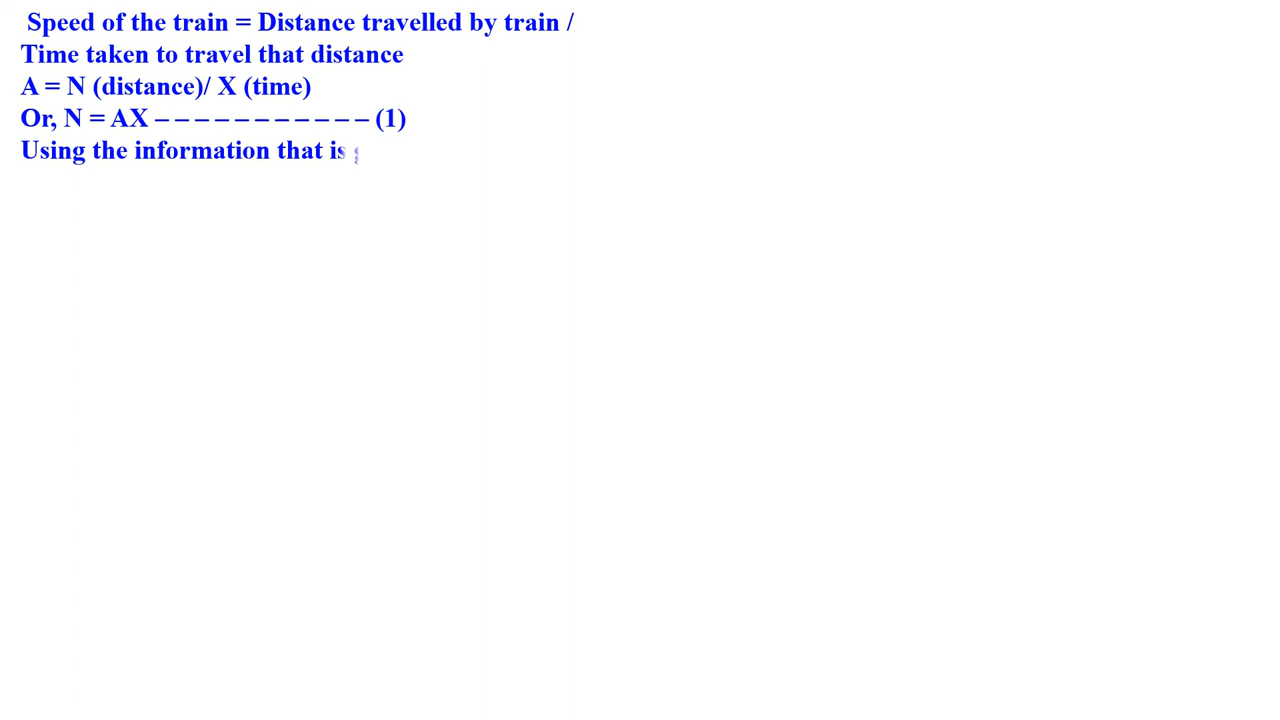 Speed of the train = Distance travelled by train /
Time taken to travel that distance
A = N (distance)/ X (time)
Or, N = AX – – – – – – – – – – – (1)
Using the information that is